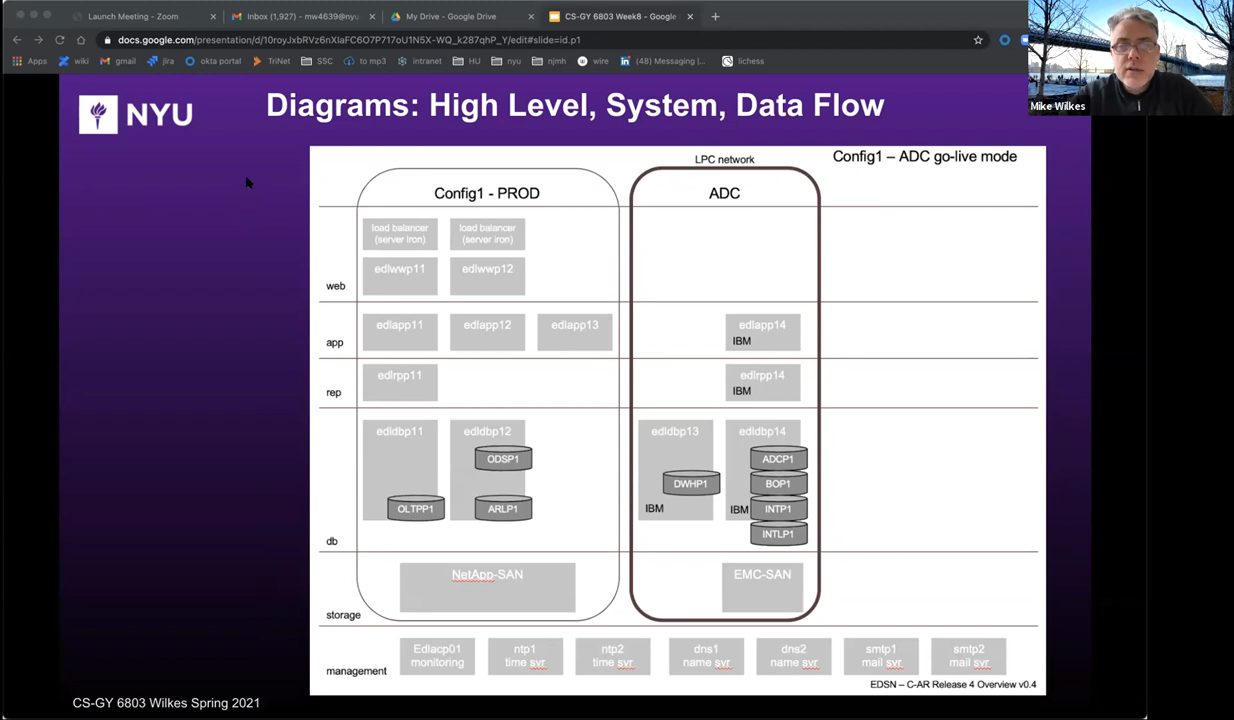 Launch Meeting - Zoom
Inbox (1,927) - mw4639@nyu
My Drive - Google Drive
CS-GY 6803 Week8 - Google
docs.google.com/presentation/d/10royJxbRVz6nXlaFC6O7P717oU1N5X-WQ_k287qhP_Y/edit#slide=id.p1
Apps wiki gmail jira okta portal TriNet SSC to mp3 intranet HU nyu njmh wire (48) Messaging |... lichess
Mike Wilkes
NYU
Diagrams: High Level, System, Data Flow
LPC network
Config1 – ADC go-live mode
Config1 - PROD
ADC
load balancer
(server iron)
load balancer
(server iron)
edlwwp11
edlwwp12
web
edlapp11
edlapp12
edlapp13
edlapp14
IBM
app
edlrpp11
edlrpp14
IBM
rep
edldbp11
edldbp12
edldbp13
edldbp14
ODSP1
ADCP1
DWHP1
BOP1
OLTPP1
ARLP1
IBM
IBM
INTP1
INTLP1
db
NetApp-SAN
EMC-SAN
storage
Edlacp01
monitoring
ntp1
time svr
ntp2
time svr
dns1
name svr
dns2
name svr
smtp1
mail svr
smtp2
mail svr
management
EDSN – C-AR Release 4 Overview v0.4
CS-GY 6803 Wilkes Spring 2021